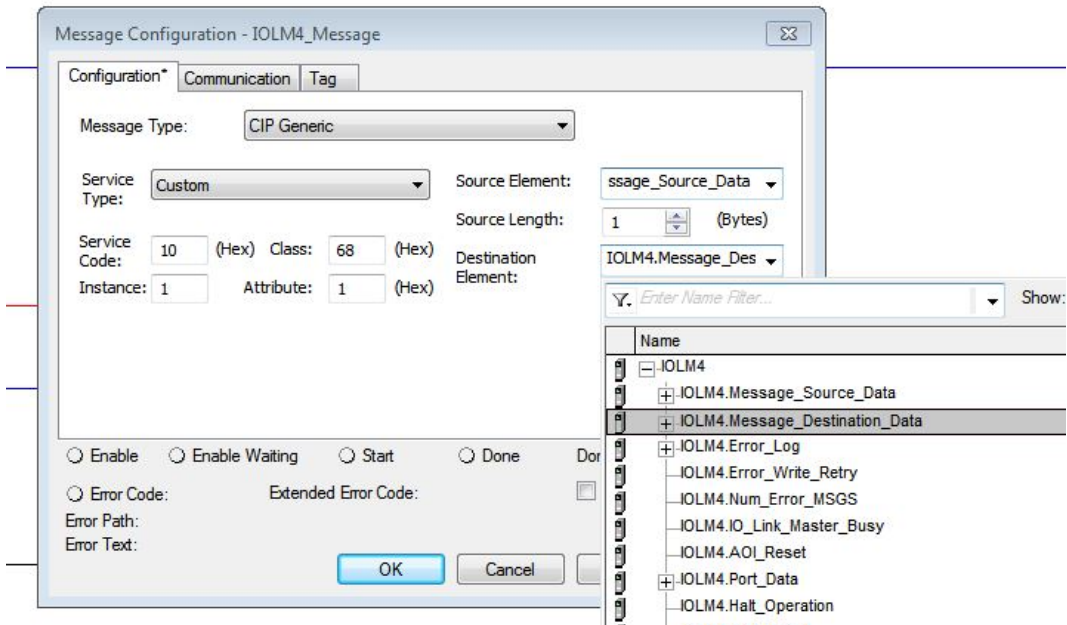 Message Configuration - IOLM4_Message
Configuration* Communication Tag
Message Type: CIP Generic
Service Type: Custom
Source Element: ssage_Source_Data
Source Length: 1 (Bytes)
Service Code: 10 (Hex) Class: 68 (Hex)
Destination Element: IOLM4.Message_Des
Instance: 1 Attribute: 1 (Hex)
Enter Name Filter... Show:
Name
IOLM4
IOLM4.Message_Source_Data
IOLM4.Message_Destination_Data
IOLM4.Error_Log
IOLM4.Error_Write_Retry
IOLM4.Num_Error_MSGS
IOLM4.IO_Link_Master_Busy
IOLM4.AOI_Reset
IOLM4.Port_Data
IOLM4.Halt_Operation
Enable Enable Waiting Start Done
Error Code: Extended Error Code:
Error Path:
Error Text:
OK Cancel